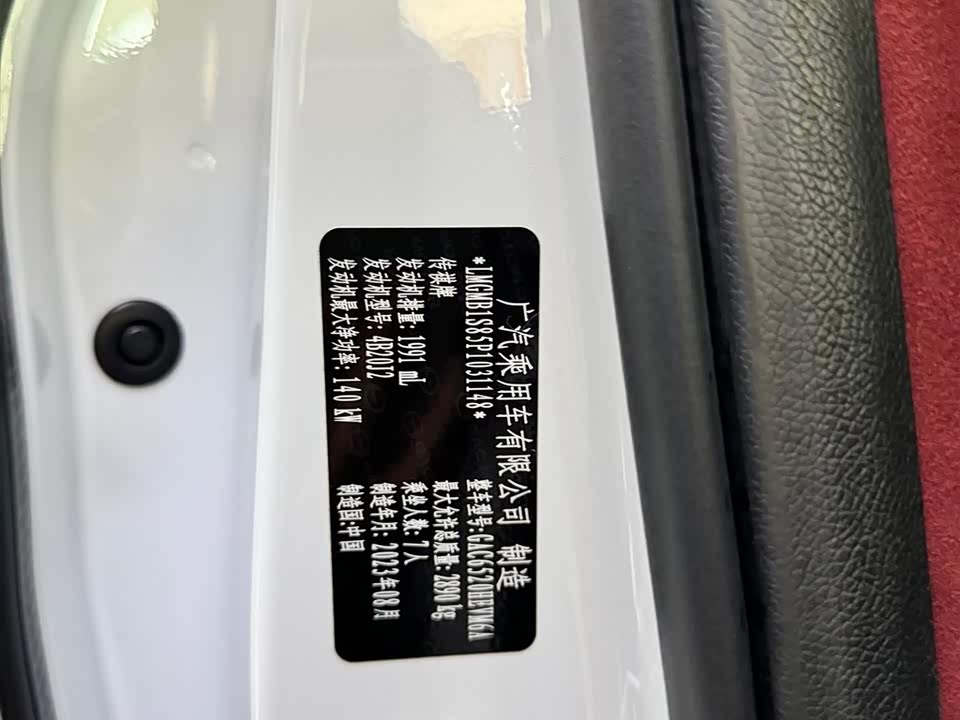 广汽乘用车有限公司 制造
*LMGMB1S85P1031148* 整车型号:GAC6520HEVM6A
传祺牌 最大允许总质量: 2890 kg
发动机排量: 1991 mL 乘坐人数: 7人
发动机型号: 4B20J2 制造年月: 2023年08月
发动机最大净功率: 140 kW 制造国:中国